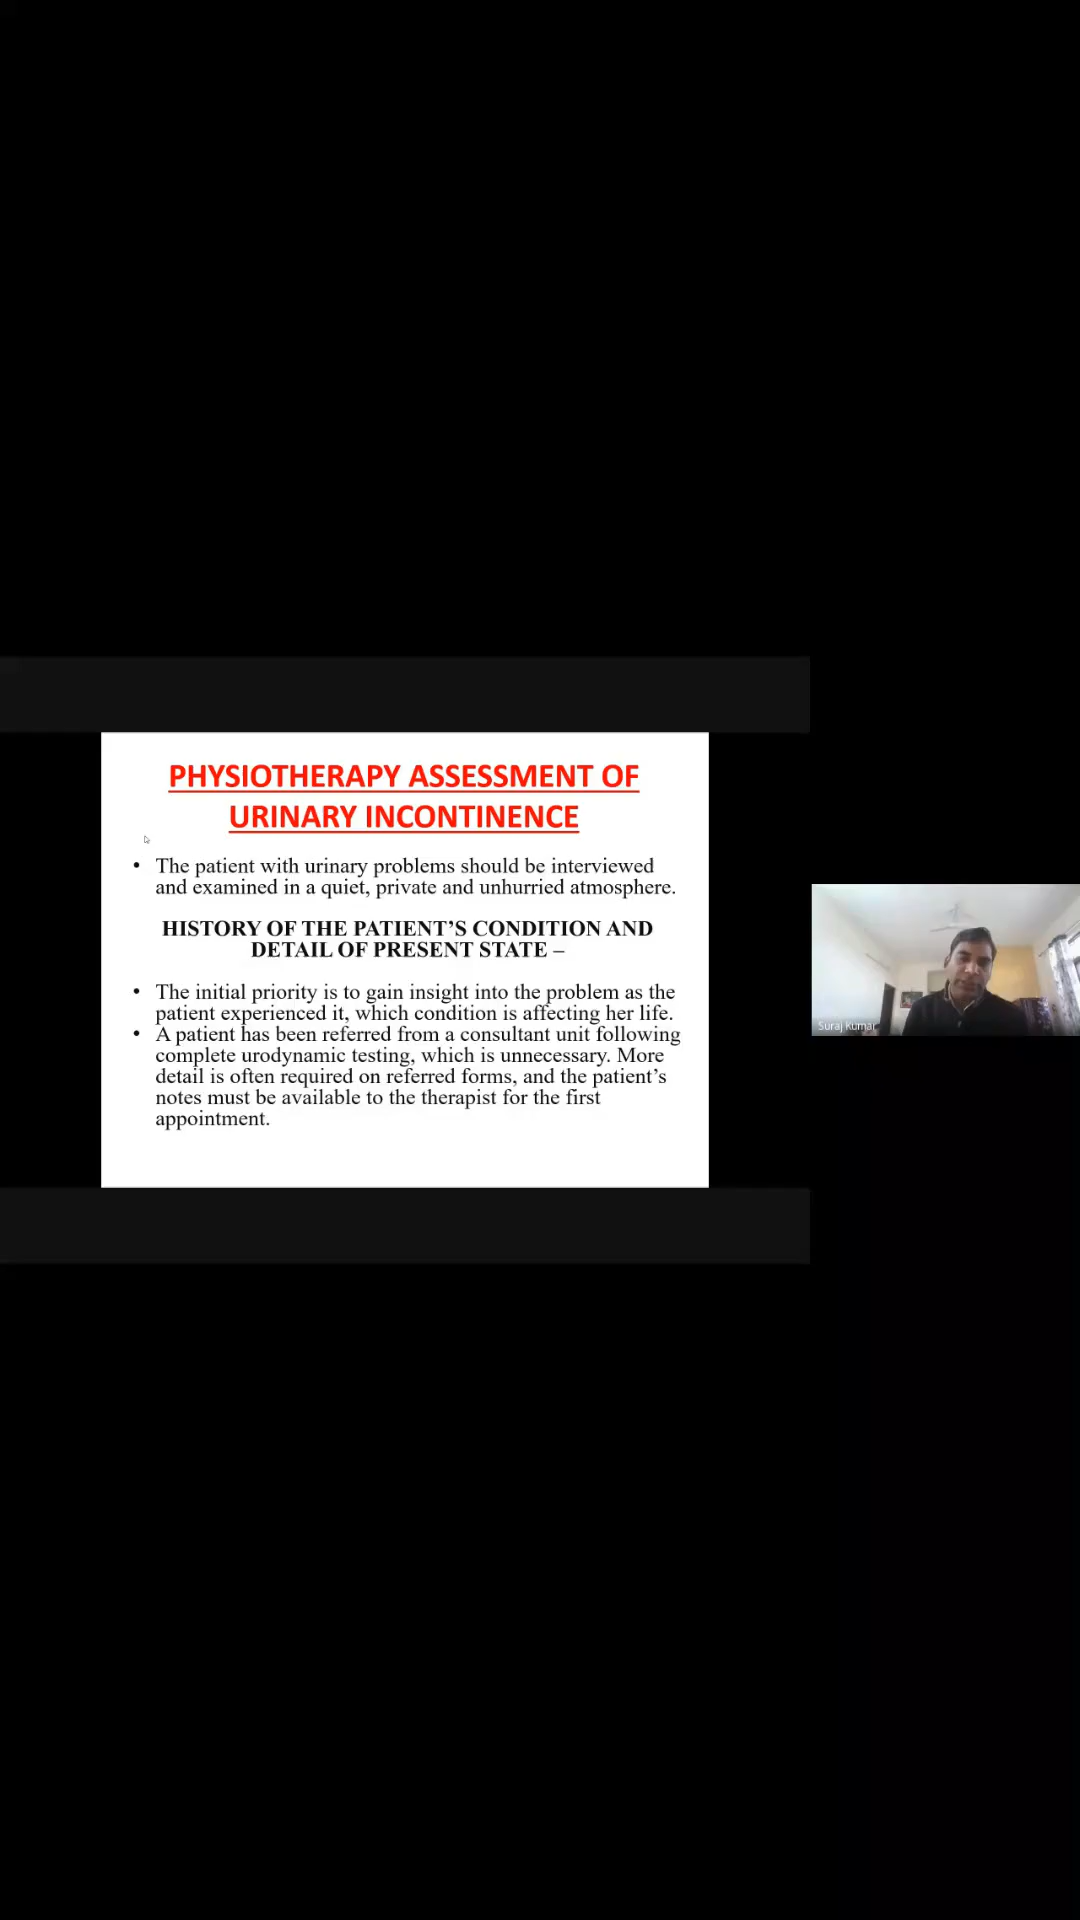 PHYSIOTHERAPY ASSESSMENT OF
URINARY INCONTINENCE
• The patient with urinary problems should be interviewed
and examined in a quiet, private and unhurried atmosphere.
HISTORY OF THE PATIENT’S CONDITION AND
DETAIL OF PRESENT STATE –
• The initial priority is to gain insight into the problem as the
patient experienced it, which condition is affecting her life.
• A patient has been referred from a consultant unit following
complete urodynamic testing, which is unnecessary. More
detail is often required on referred forms, and the patient’s
notes must be available to the therapist for the first
appointment.
Suraj Kumar